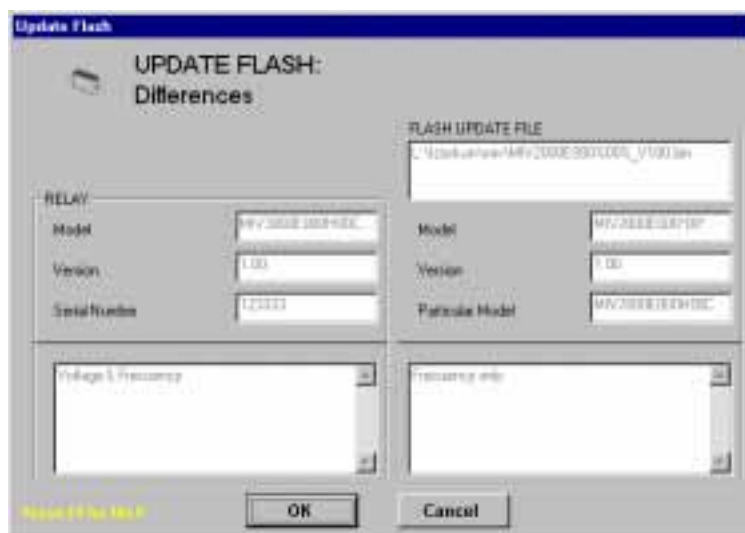 Update Flash
UPDATE FLASH:
Differences
FLASH UPDATE FILE
RELAY
Model
Version
1.00
Serial Number
123333
Model
Version
1.00
Particular Model
Voltage & Frequency
Frequency only
OK
Cancel